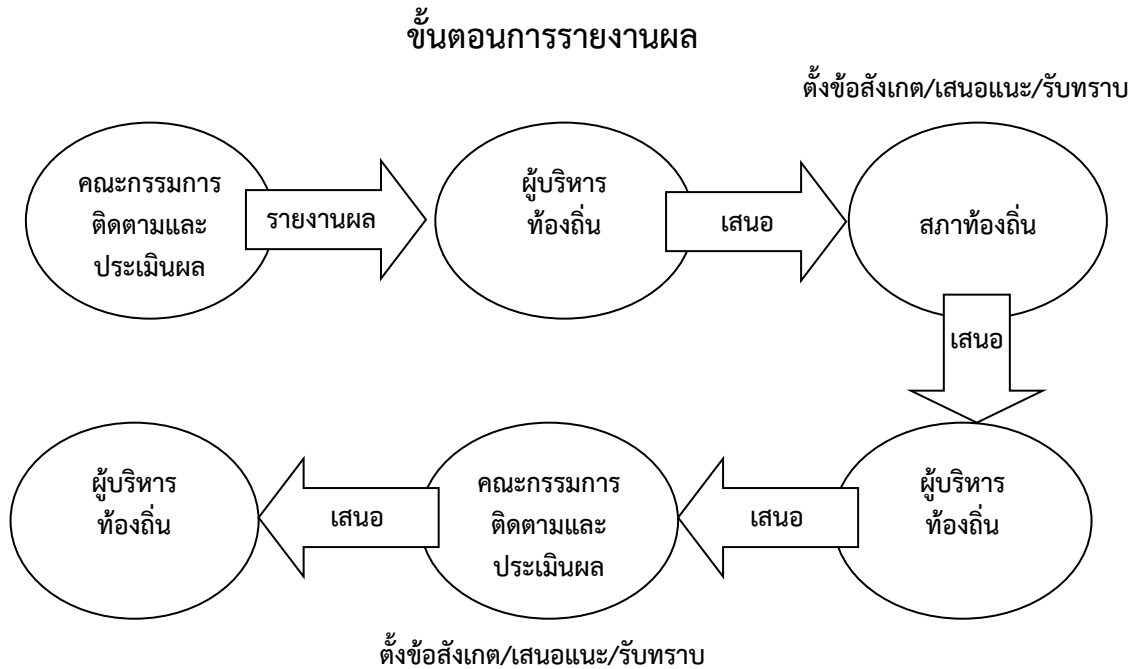 ขั้นตอนการรายงานผล
ตั้งข้อสังเกต/เสนอแนะ/รับทราบ
คณะกรรมการ
ติดตามและ
ประเมินผล
รายงานผล
ผู้บริหาร
ท้องถิ่น
เสนอ
สภาท้องถิ่น
เสนอ
ผู้บริหาร
ท้องถิ่น
เสนอ
คณะกรรมการ
ติดตามและ
ประเมินผล
เสนอ
ผู้บริหาร
ท้องถิ่น
ตั้งข้อสังเกต/เสนอแนะ/รับทราบ